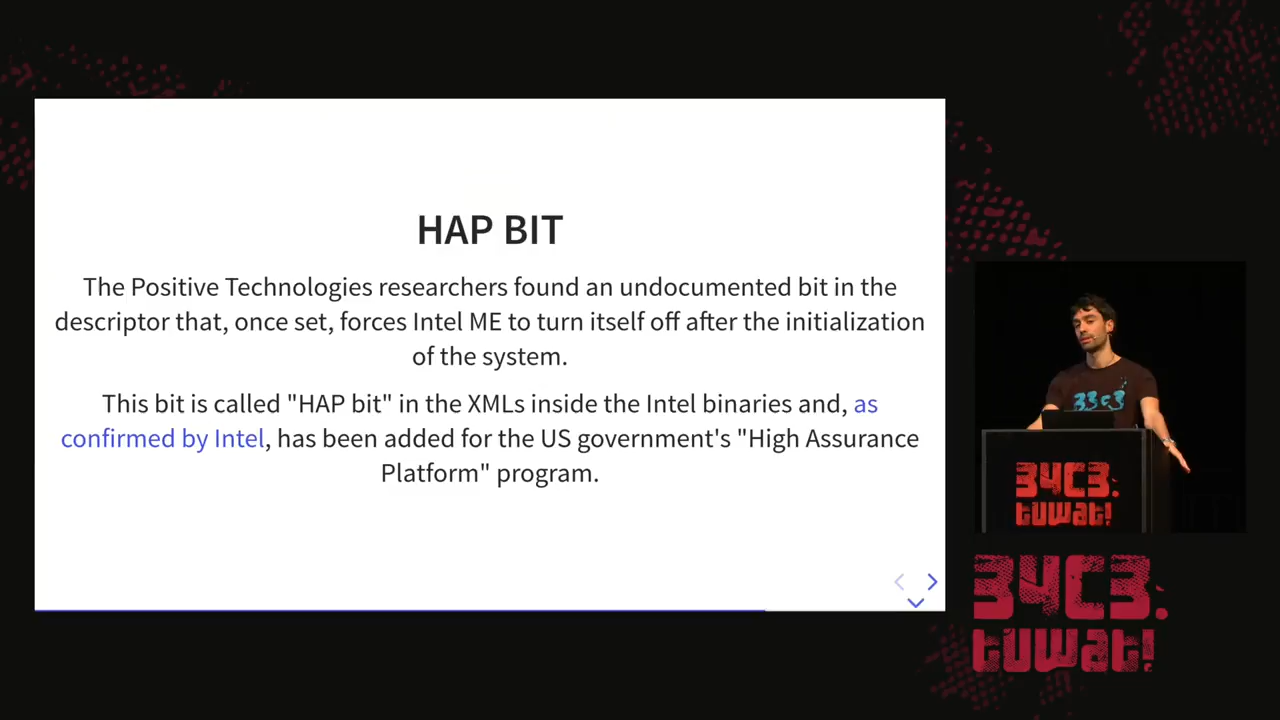 HAP BIT
The Positive Technologies researchers found an undocumented bit in the
descriptor that, once set, forces Intel ME to turn itself off after the initialization
of the system.
This bit is called "HAP bit" in the XMLs inside the Intel binaries and, as
confirmed by Intel, has been added for the US government's "High Assurance
Platform" program.
33c3
34C3.
tuwat!
34C3.
tuwat!